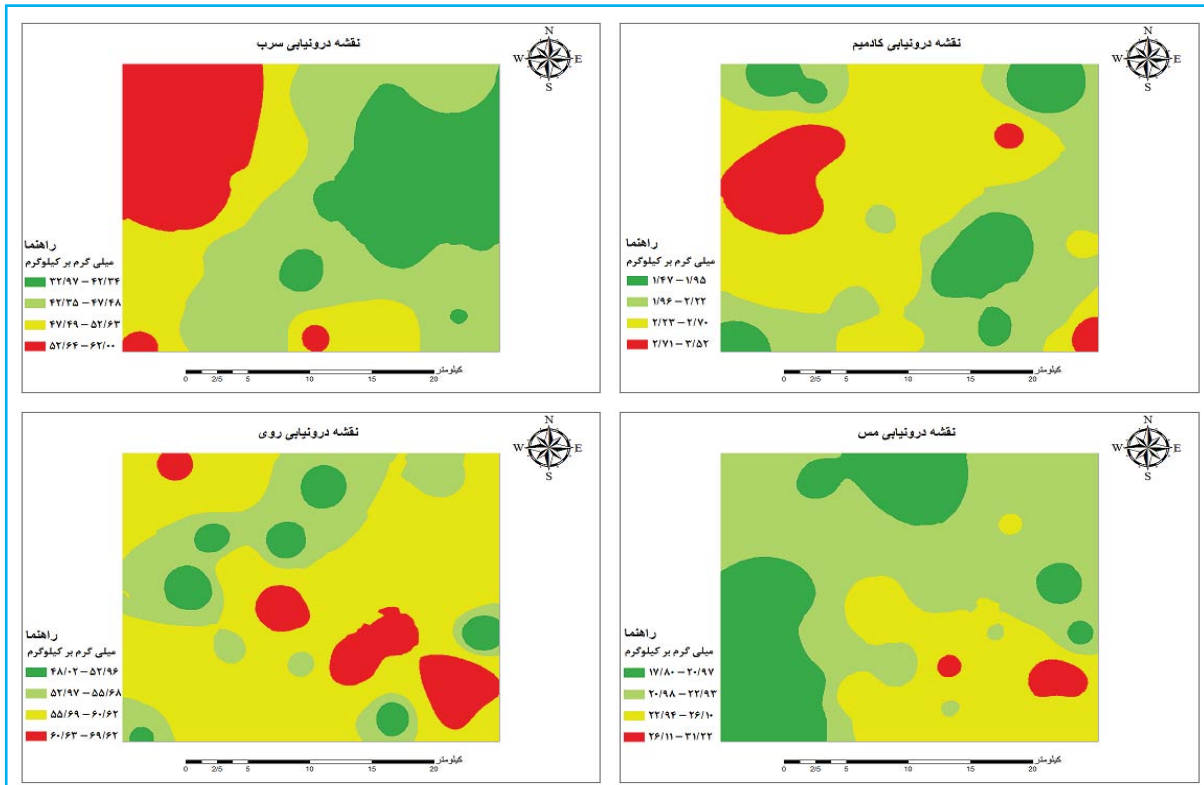 نقشه درونیابی سرب
N
W E
S
راهنما
میلی گرم بر کیلوگرم
۳۲/۹۷ – ۴۲/۳۴
۴۲/۳۵ – ۴۷/۴۸
۴۷/۴۹ – ۵۲/۶۳
۵۲/۶۴ – ۶۲/۰۰
کیلومتر
0 2/5 5 10 15 20
نقشه درونیابی کادمیم
N
W E
S
راهنما
میلی گرم بر کیلوگرم
۱/۴۷ – ۱/۹۵
۱/۹۶ – ۲/۲۲
۲/۲۳ – ۲/۷۰
۲/۷۱ – ۳/۵۲
کیلومتر
0 2/5 5 10 15 20
نقشه درونیابی روی
N
W E
S
راهنما
میلی گرم بر کیلوگرم
۴۸/۰۲ – ۵۲/۹۶
۵۲/۹۷ – ۵۵/۶۸
۵۵/۶۹ – ۶۰/۶۲
۶۰/۶۳ – ۶۹/۶۲
کیلومتر
0 2/5 5 10 15 20
نقشه درونیابی مس
N
W E
S
راهنما
میلی گرم بر کیلوگرم
۱۷/۸۰ – ۲۰/۹۷
۲۰/۹۸ – ۲۲/۹۳
۲۲/۹۴ – ۲۶/۱۰
۲۶/۱۱ – ۳۱/۲۲
کیلومتر
0 2/5 5 10 15 20